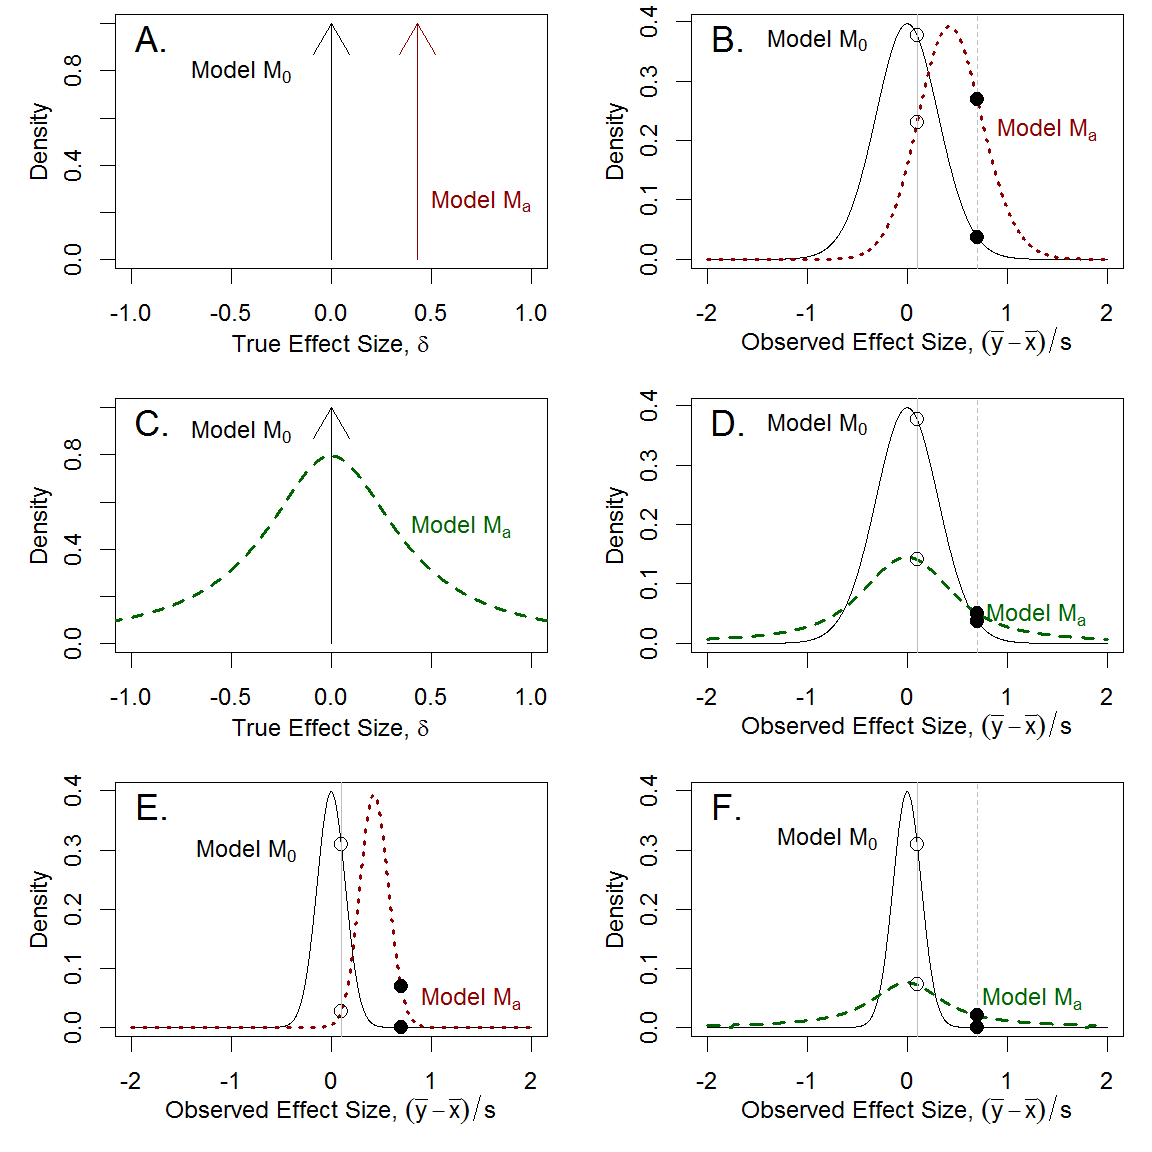 A.
Model M0
Model Ma
Density
0.0 0.4 0.8
-1.0 -0.5 0.0 0.5 1.0
True Effect Size, δ
B.
Model M0
Model Ma
Density
0.0 0.1 0.2 0.3 0.4
-2 -1 0 1 2
Observed Effect Size, (y̅ − x̅)/s
C.
Model M0
Model Ma
Density
0.0 0.4 0.8
-1.0 -0.5 0.0 0.5 1.0
True Effect Size, δ
D.
Model M0
Model Ma
Density
0.0 0.1 0.2 0.3 0.4
-2 -1 0 1 2
Observed Effect Size, (y̅ − x̅)/s
E.
Model M0
Model Ma
Density
0.0 0.1 0.2 0.3 0.4
-2 -1 0 1 2
Observed Effect Size, (y̅ − x̅)/s
F.
Model M0
Model Ma
Density
0.0 0.1 0.2 0.3 0.4
-2 -1 0 1 2
Observed Effect Size, (y̅ − x̅)/s